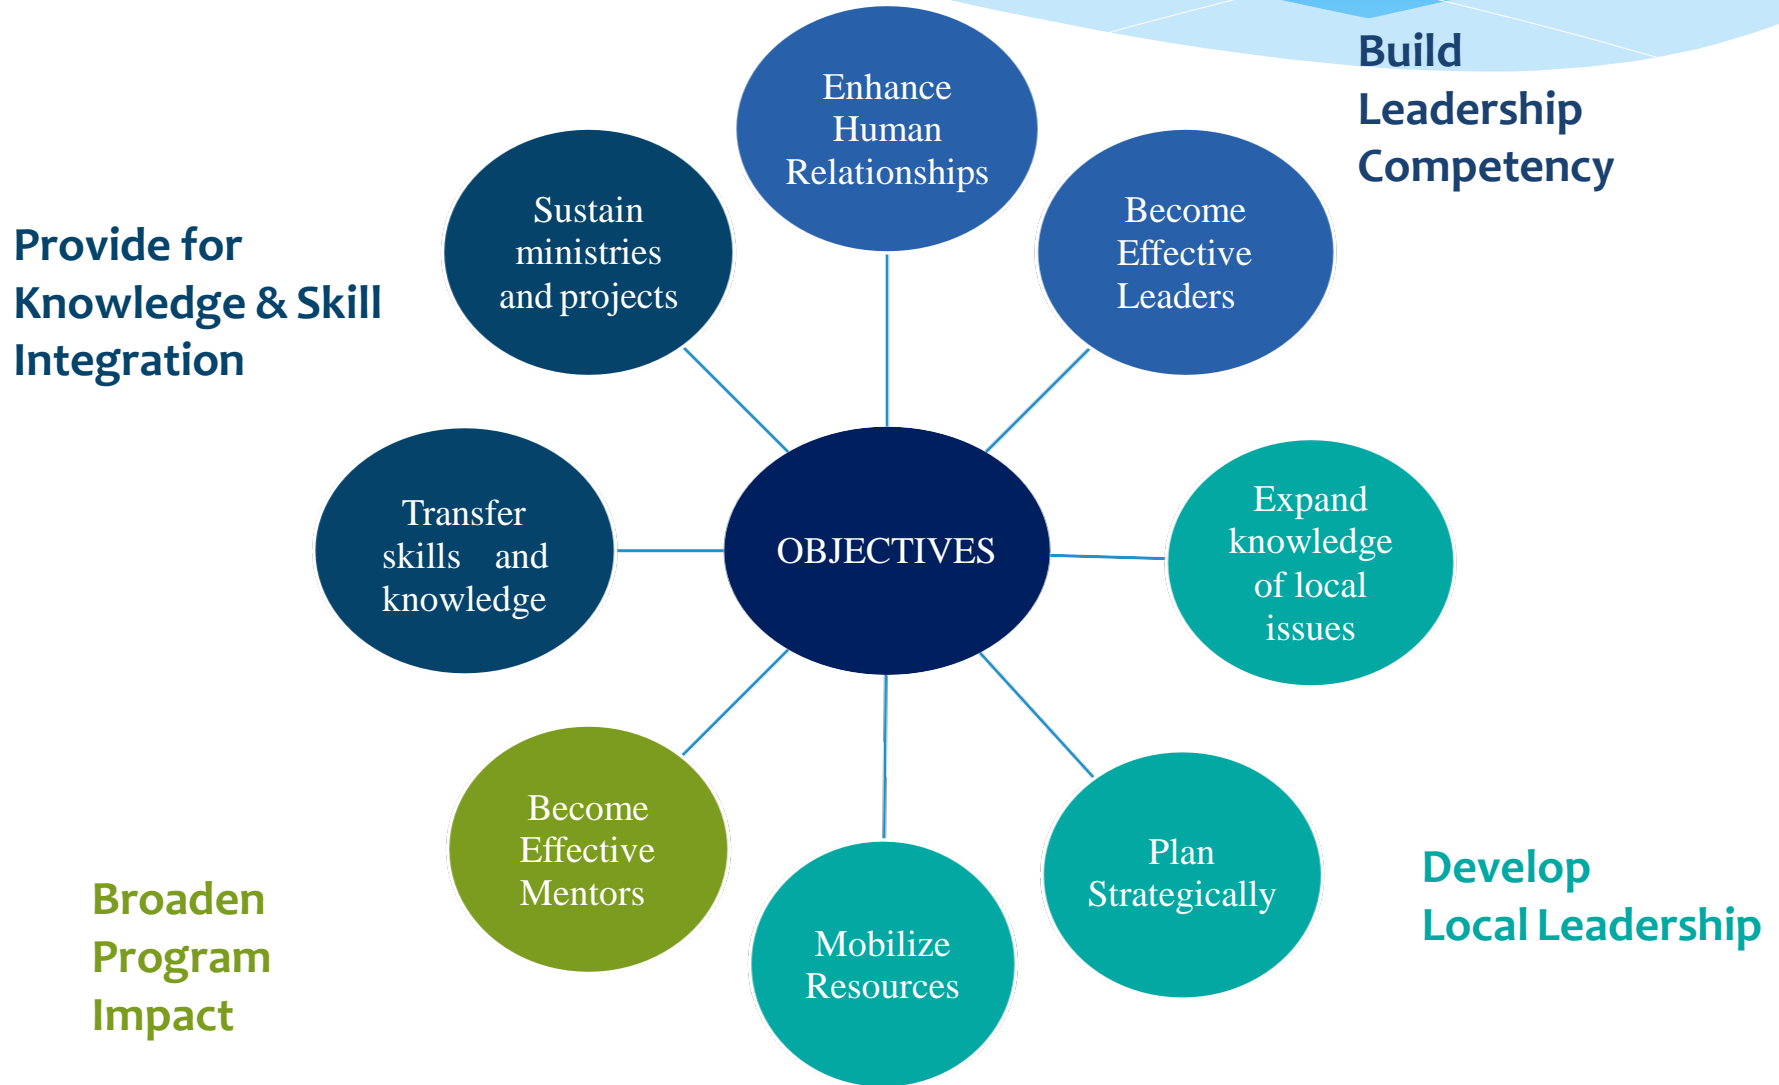 Build
Leadership
Competency
Enhance
Human
Relationships
Become
Effective
Leaders
Sustain
ministries
and projects
Provide for
Knowledge & Skill
Integration
Transfer
skills and
knowledge
OBJECTIVES
Expand
knowledge
of local
issues
Become
Effective
Mentors
Plan
Strategically
Mobilize
Resources
Develop
Local Leadership
Broaden
Program
Impact